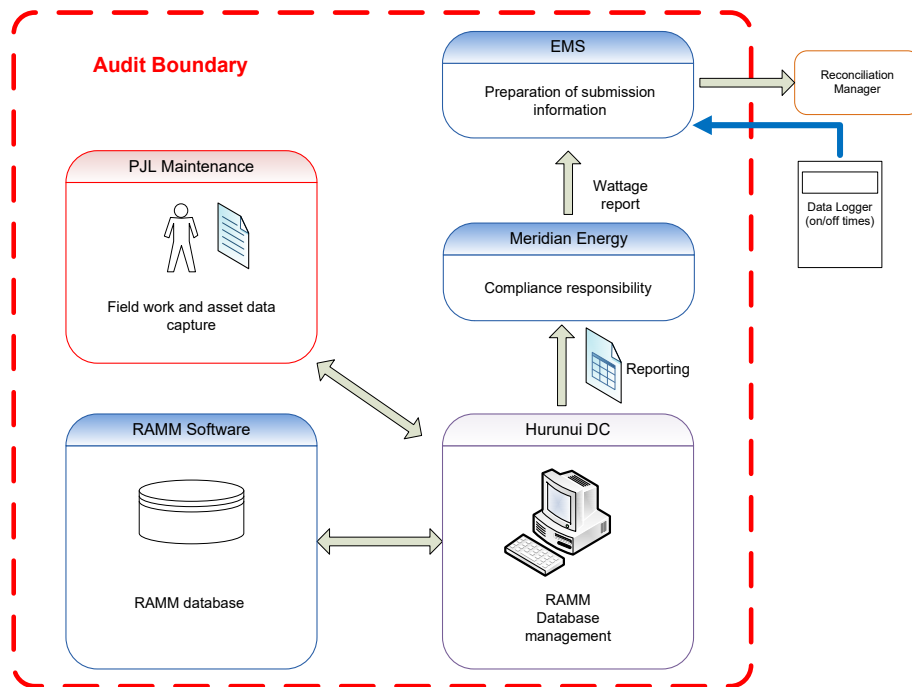 Audit Boundary
EMS
Preparation of submission
information
Reconciliation
Manager
Data Logger
(on/off times)
PJL Maintenance
Field work and asset data
capture
Wattage
report
Meridian Energy
Compliance responsibility
Reporting
RAMM Software
RAMM database
Hurunui DC
RAMM
Database
management